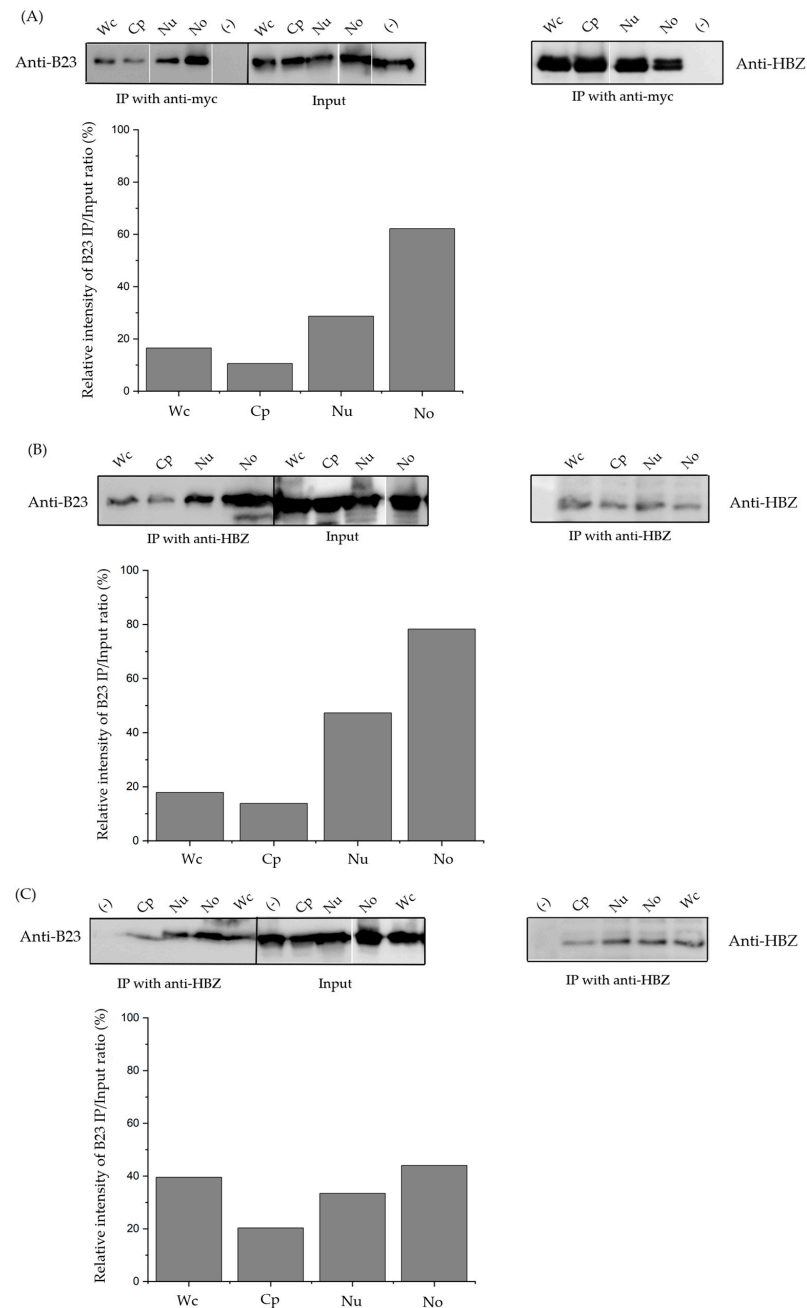 (A)
Wc Cp Nu No (-) Wc Cp Nu No (-) Wc Cp Nu No (-)
Anti-B23 Anti-HBZ
IP with anti-myc Input IP with anti-myc
Relative intensity of B23 IP/Input ratio (%)
100
80
60
40
20
0
Wc Cp Nu No
(B)
Wc Cp Nu No Wc Cp Nu No Wc Cp Nu No
Anti-B23 Anti-HBZ
IP with anti-HBZ Input IP with anti-HBZ
Relative intensity of B23 IP/Input ratio (%)
100
80
60
40
20
0
Wc Cp Nu No
(C)
(-) Cp Nu No Wc (-) Cp Nu No Wc (-) Cp Nu No Wc
Anti-B23 Anti-HBZ
IP with anti-HBZ Input IP with anti-HBZ
Relative intensity of B23 IP/Input ratio (%)
100
80
60
40
20
0
Wc Cp Nu No